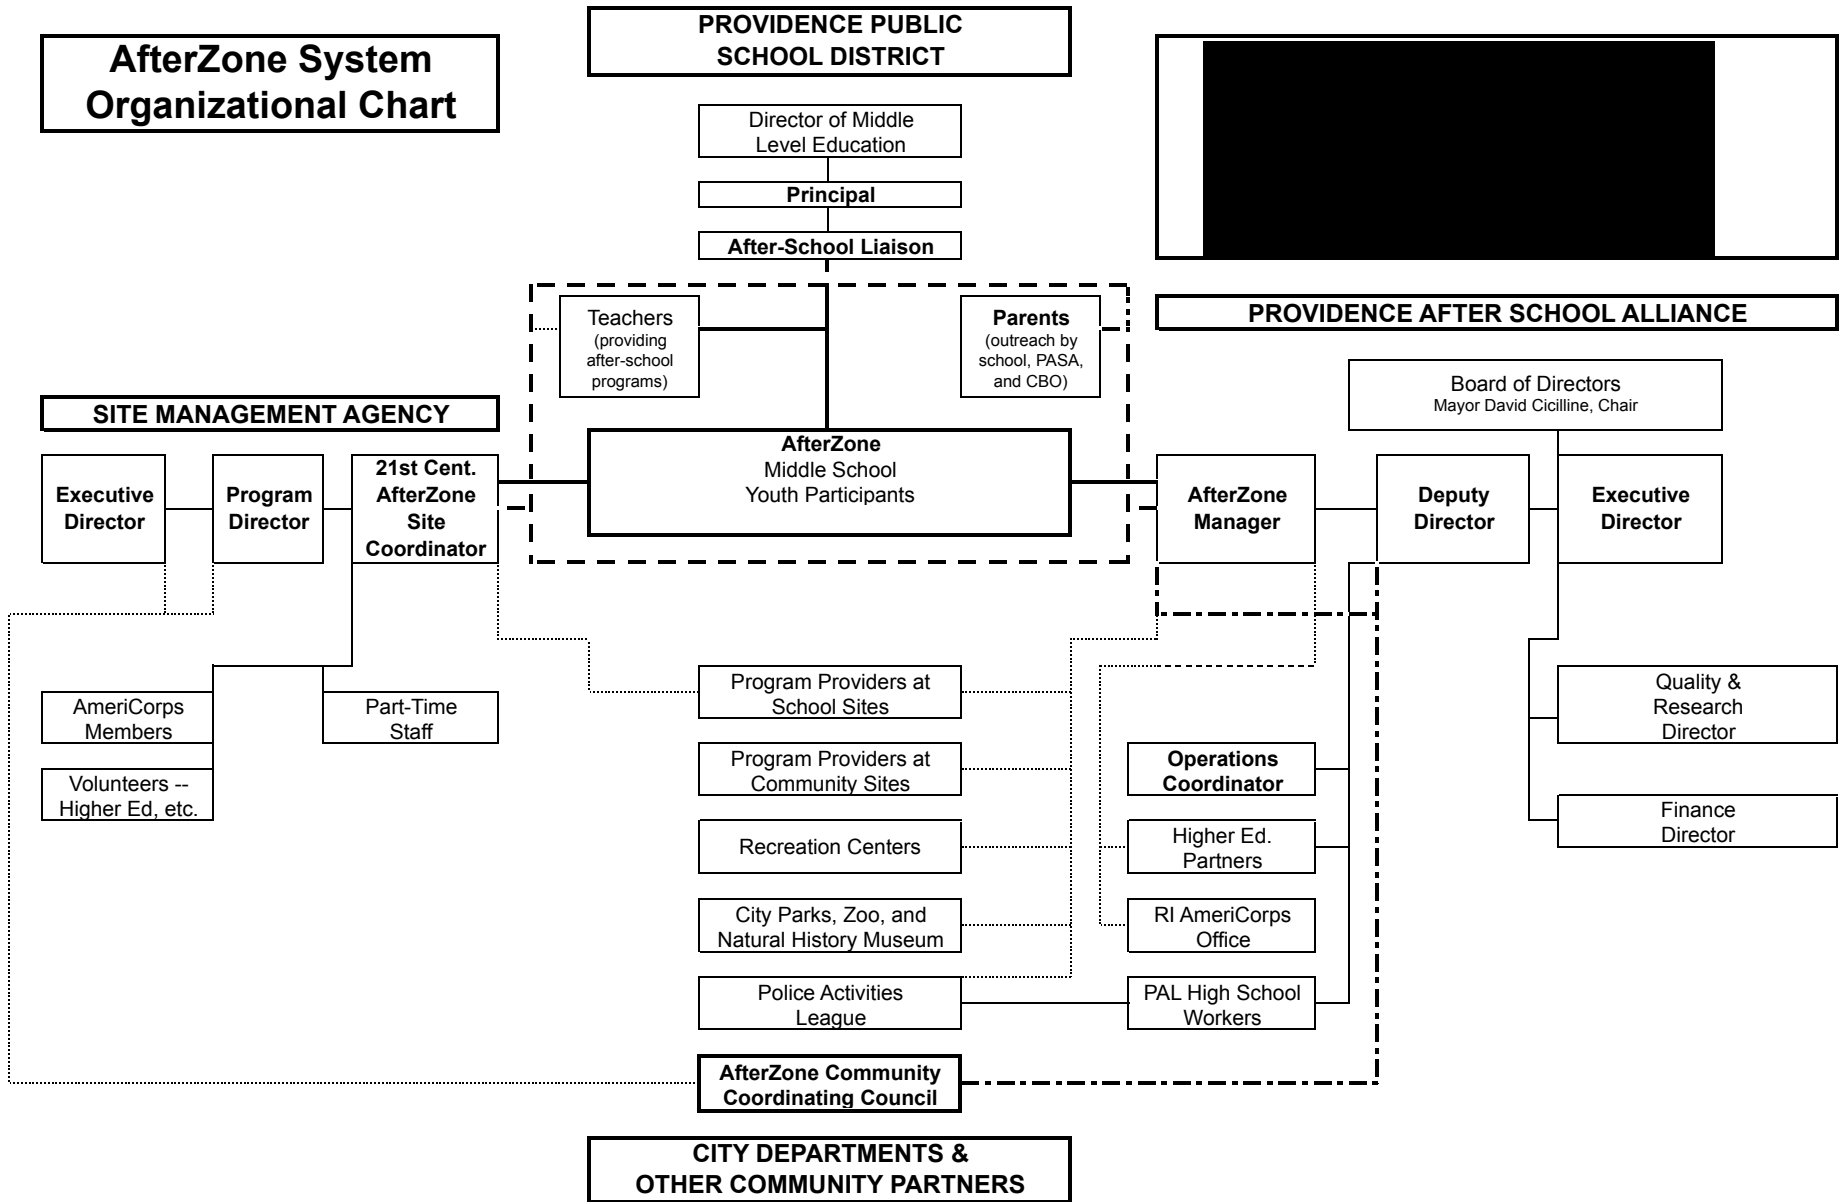 AfterZone System
Organizational Chart
PROVIDENCE PUBLIC
SCHOOL DISTRICT
Director of Middle
Level Education
Principal
After-School Liaison
Teachers
(providing
after-school
programs)
Parents
(outreach by
school, PASA,
and CBO)
PROVIDENCE AFTER SCHOOL ALLIANCE
Board of Directors
Mayor David Cicilline, Chair
SITE MANAGEMENT AGENCY
Executive
Director
Program
Director
21st Cent.
AfterZone
Site
Coordinator
AfterZone
Middle School
Youth Participants
AfterZone
Manager
Deputy
Director
Executive
Director
AmeriCorps
Members
Part-Time
Staff
Volunteers --
Higher Ed, etc.
Program Providers at
School Sites
Program Providers at
Community Sites
Recreation Centers
City Parks, Zoo, and
Natural History Museum
Police Activities
League
Operations
Coordinator
Higher Ed.
Partners
RI AmeriCorps
Office
PAL High School
Workers
Quality &
Research
Director
Finance
Director
AfterZone Community
Coordinating Council
CITY DEPARTMENTS &
OTHER COMMUNITY PARTNERS